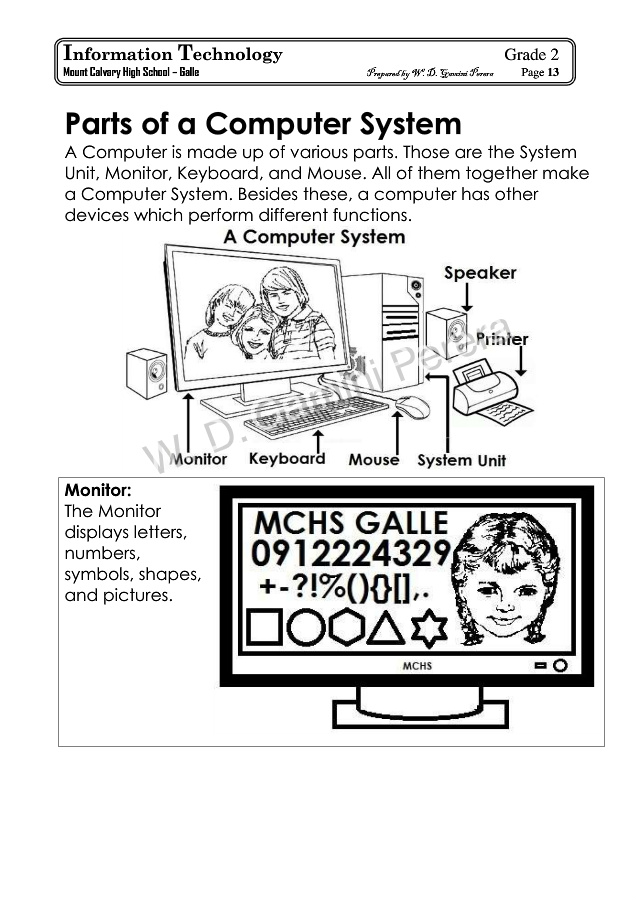 Information Technology Grade 2
Mount Calvary High School – Galle Prepared by W. D. Gamini Perera Page 13
Parts of a Computer System
A Computer is made up of various parts. Those are the System
Unit, Monitor, Keyboard, and Mouse. All of them together make
a Computer System. Besides these, a computer has other
devices which perform different functions.
A Computer System
Speaker
Printer
W. D. Gamini Perera
Monitor Keyboard Mouse System Unit
Monitor:
The Monitor
displays letters,
numbers,
symbols, shapes,
and pictures.
MCHS GALLE
0912224329
+-?!%(){}[],.
MCHS